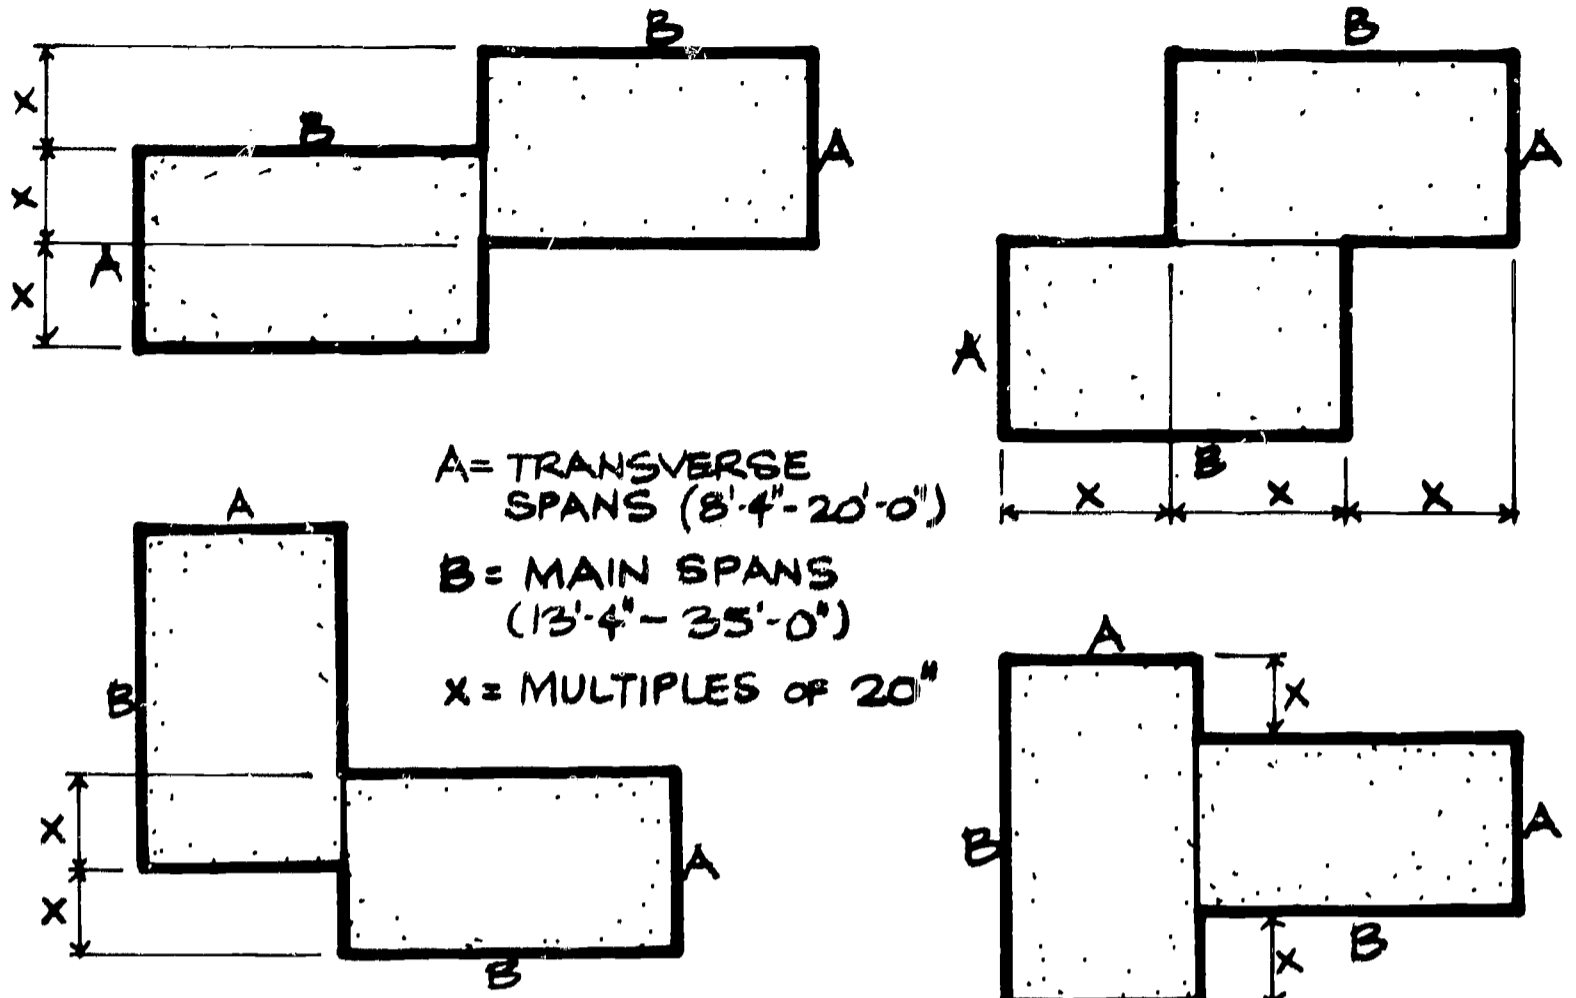 B
B
X
X
X
A
A
B
A
A
B
X
X
X
A= TRANSVERSE
SPANS (8'-4"-20'-0")
B= MAIN SPANS
(13'-4"- 35'-0")
X = MULTIPLES OF 20"
A
B
X
X
A
B
A
X
B
A
B
X